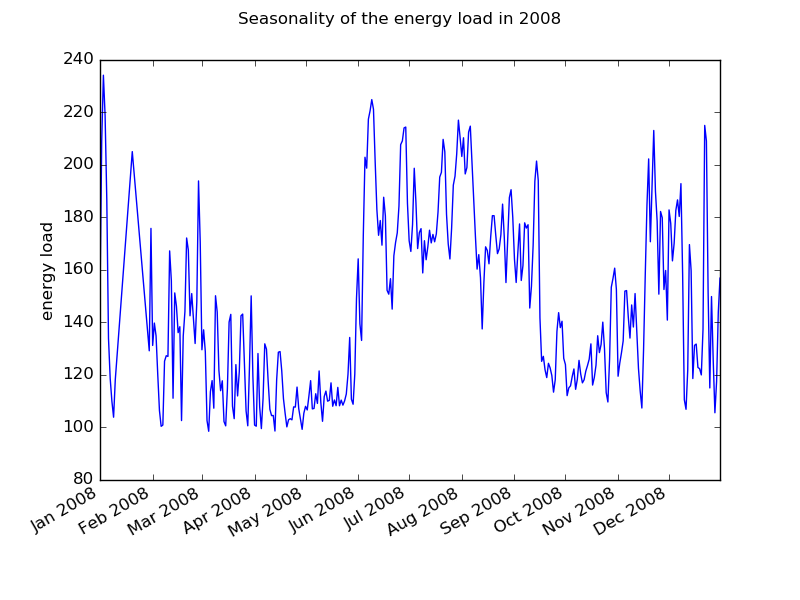 Seasonality of the energy load in 2008
240
220
200
180
160
140
120
100
80
energy load
Jan 2008
Feb 2008
Mar 2008
Apr 2008
May 2008
Jun 2008
Jul 2008
Aug 2008
Sep 2008
Oct 2008
Nov 2008
Dec 2008